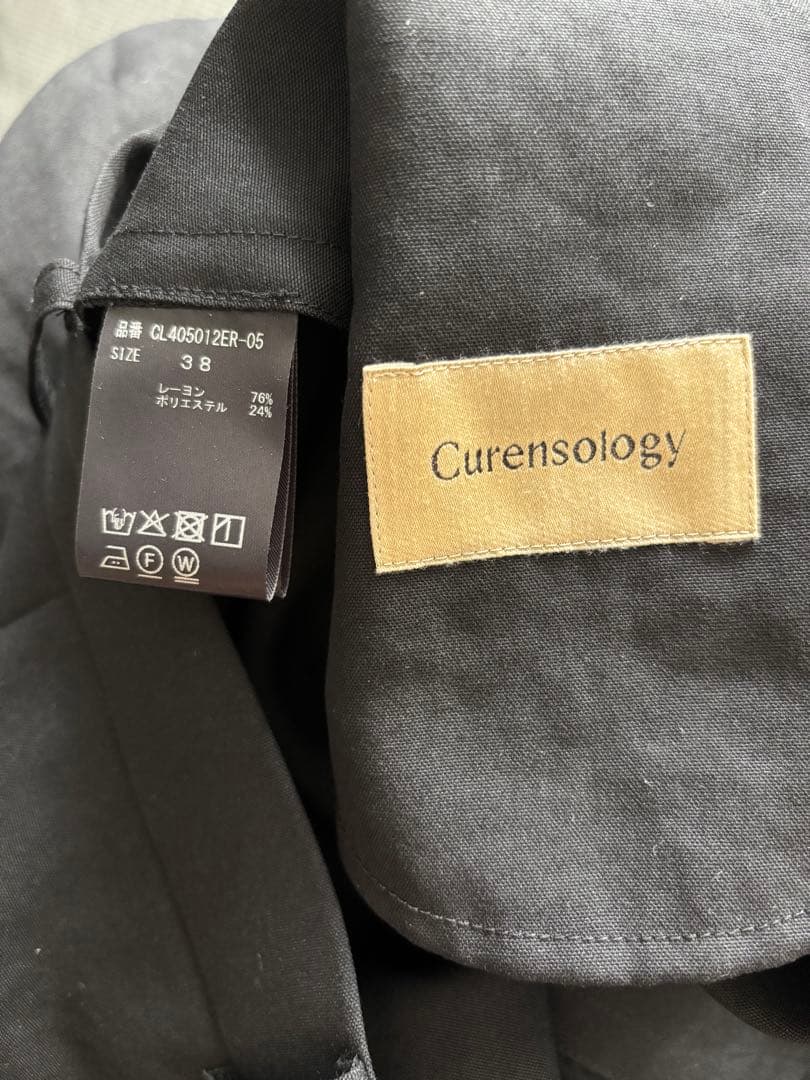 品番 CL405012ER-05
SIZE 38
レーヨン 76%
ポリエステル 24%
F W
Curensology